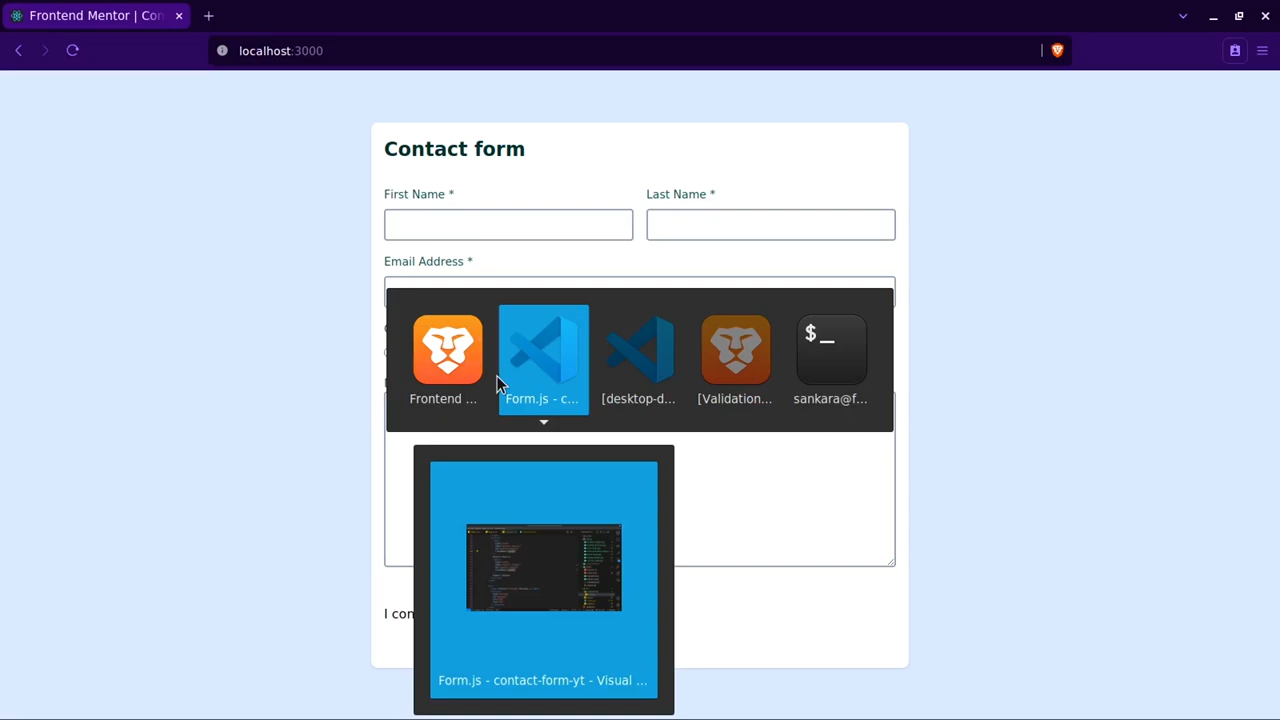 Frontend Mentor | Con
localhost:3000
Contact form
First Name *
Last Name *
Email Address *
$_
Frontend ...
Form.js - c...
[desktop-d...
[Validation...
sankara@f...
I con
Form.js - contact-form-yt - Visual ...